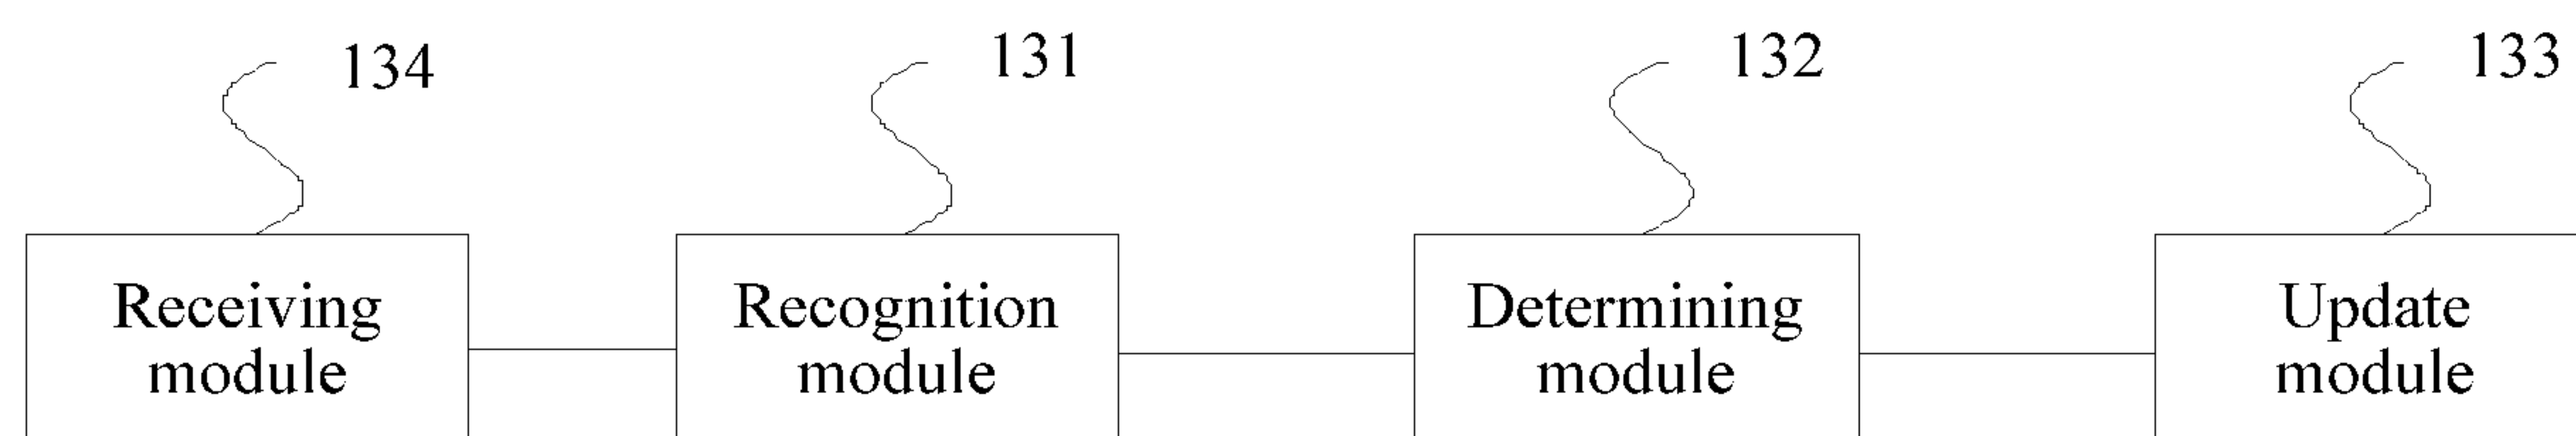 134
131
132
133
Receiving
module
Recognition
module
Determining
module
Update
module